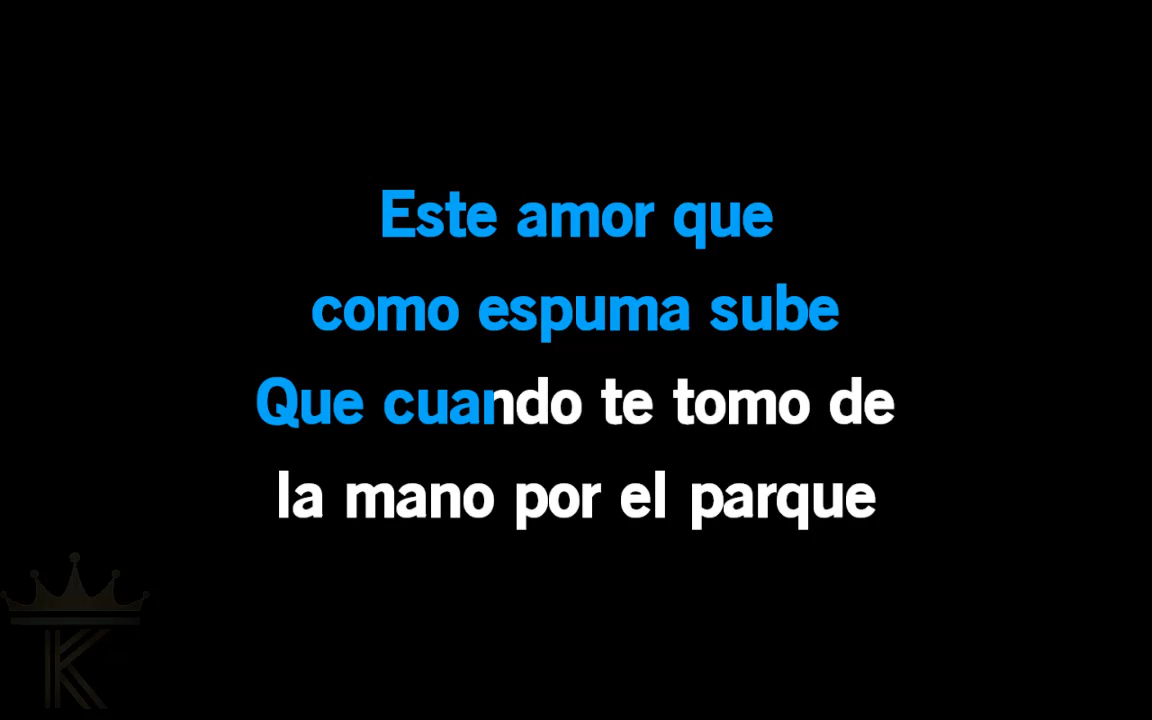 Este amor que
como espuma sube
Que cuando te tomo de
la mano por el parque
K